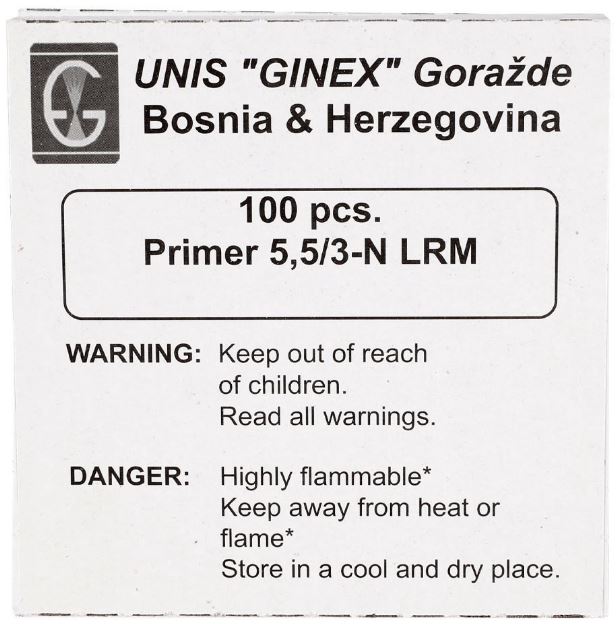 UNIS "GINEX" Goražde
Bosnia & Herzegovina
100 pcs.
Primer 5,5/3-N LRM
WARNING: Keep out of reach
of children.
Read all warnings.
DANGER: Highly flammable*
Keep away from heat or
flame*
Store in a cool and dry place.